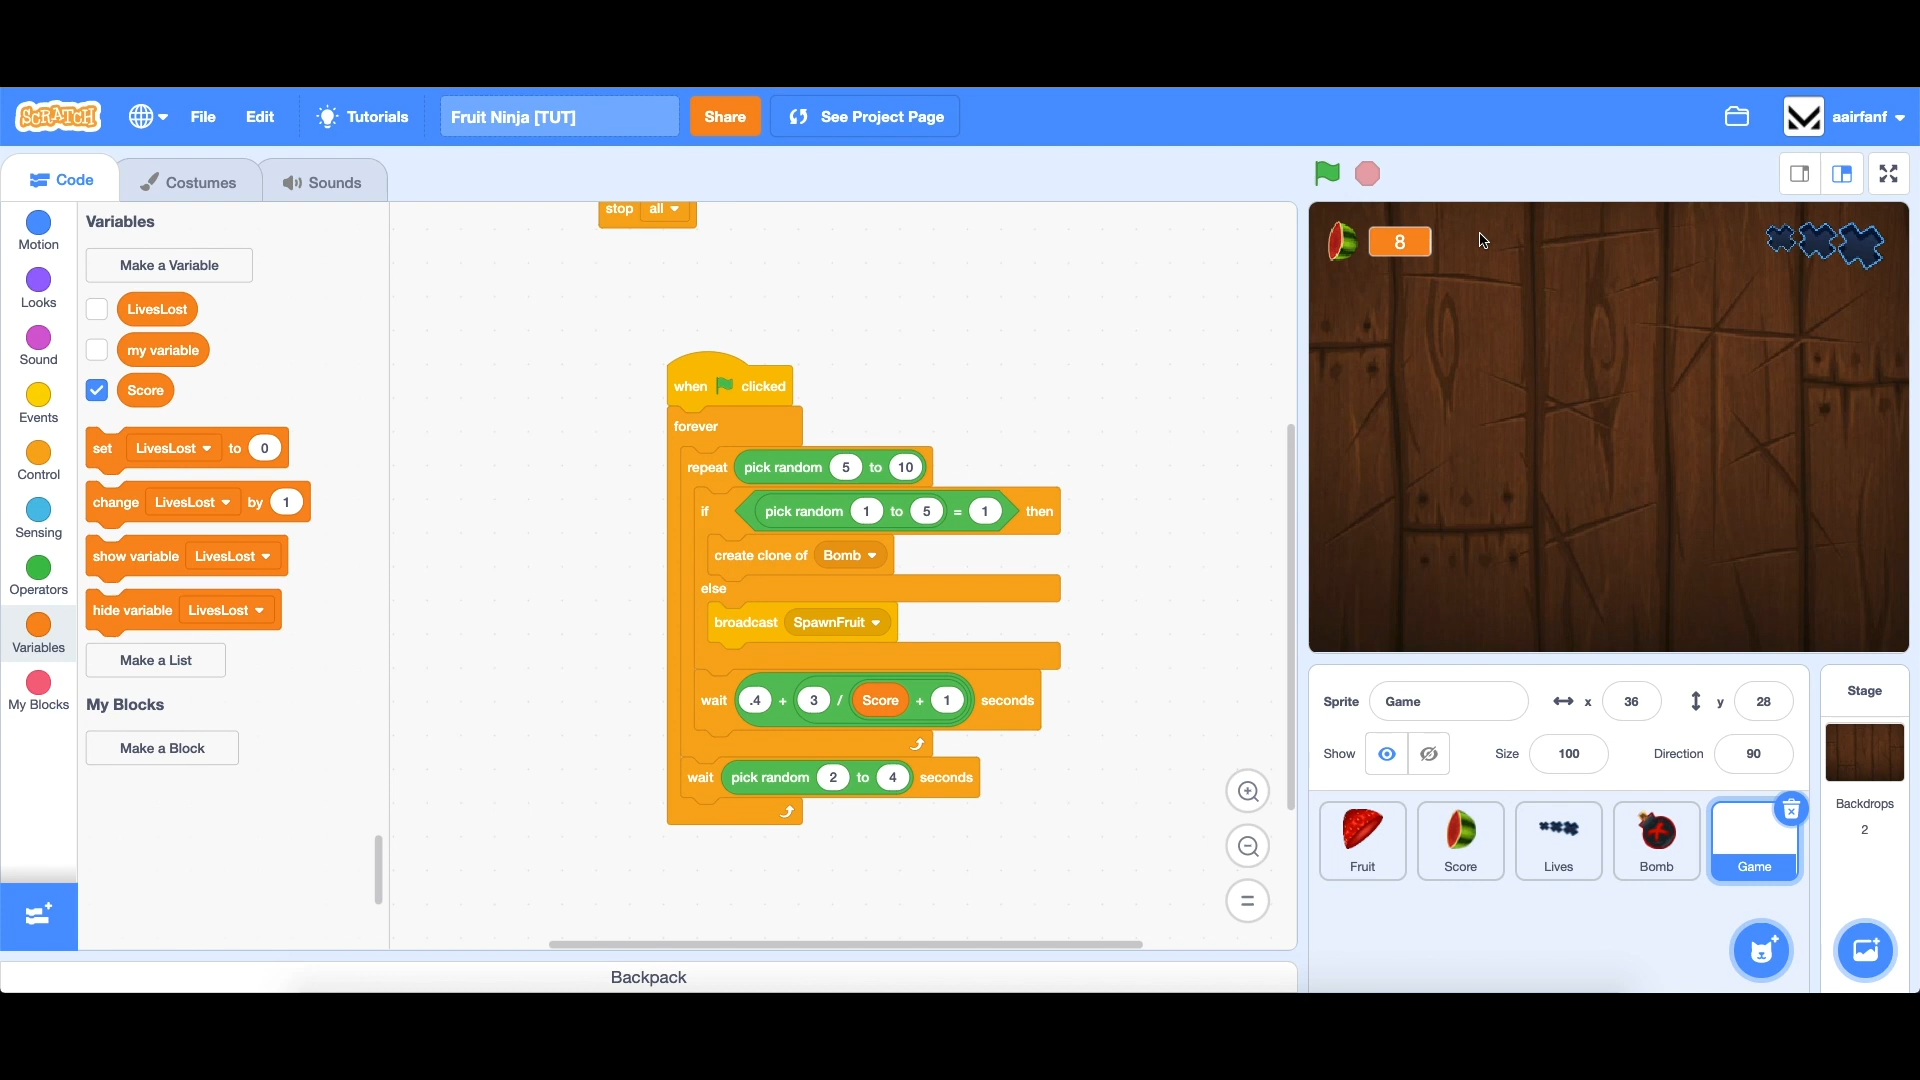 SCRATCH File Edit Tutorials Fruit Ninja [TUT] Share See Project Page aairfanf
Code Costumes Sounds
Motion
Looks
Sound
Events
Control
Sensing
Operators
Variables
My Blocks
Variables
Make a Variable
LivesLost
my variable
Score
set LivesLost to 0
change LivesLost by 1
show variable LivesLost
hide variable LivesLost
Make a List
My Blocks
Make a Block
stop all
when clicked
forever
repeat pick random 5 to 10
if pick random 1 to 5 = 1 then
create clone of Bomb
else
broadcast SpawnFruit
wait .4 + 3 / Score + 1 seconds
wait pick random 2 to 4 seconds
Backpack
8
Sprite Game x 36 y 28
Show Size 100 Direction 90
Fruit Score Lives Bomb Game
Stage
Backdrops
2